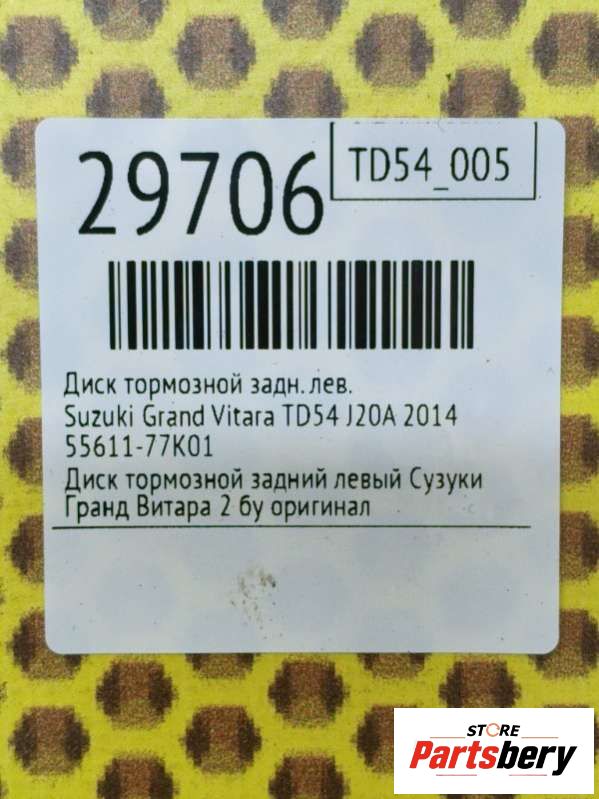 29706
TD54_005
Диск тормозной задн. лев.
Suzuki Grand Vitara TD54 J20A 2014
55611-77K01
Диск тормозной задний левый Сузуки
Гранд Витара 2 бу оригинал
STORE
Partsbery